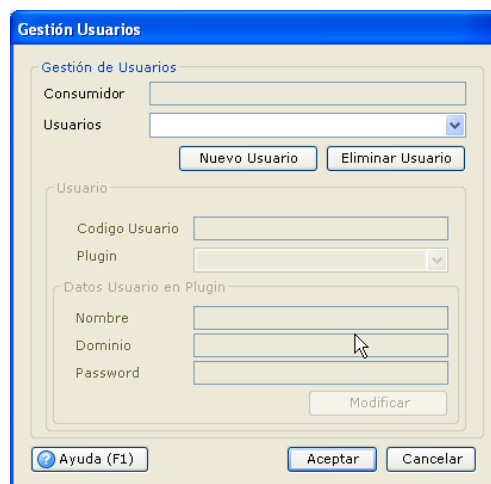 Gestión Usuarios
Gestión de Usuarios
Consumidor
Usuarios
Nuevo Usuario Eliminar Usuario
Usuario
Codigo Usuario
Plugin
Datos Usuario en Plugin
Nombre
Dominio
Password
Modificar
Ayuda (F1) Aceptar Cancelar